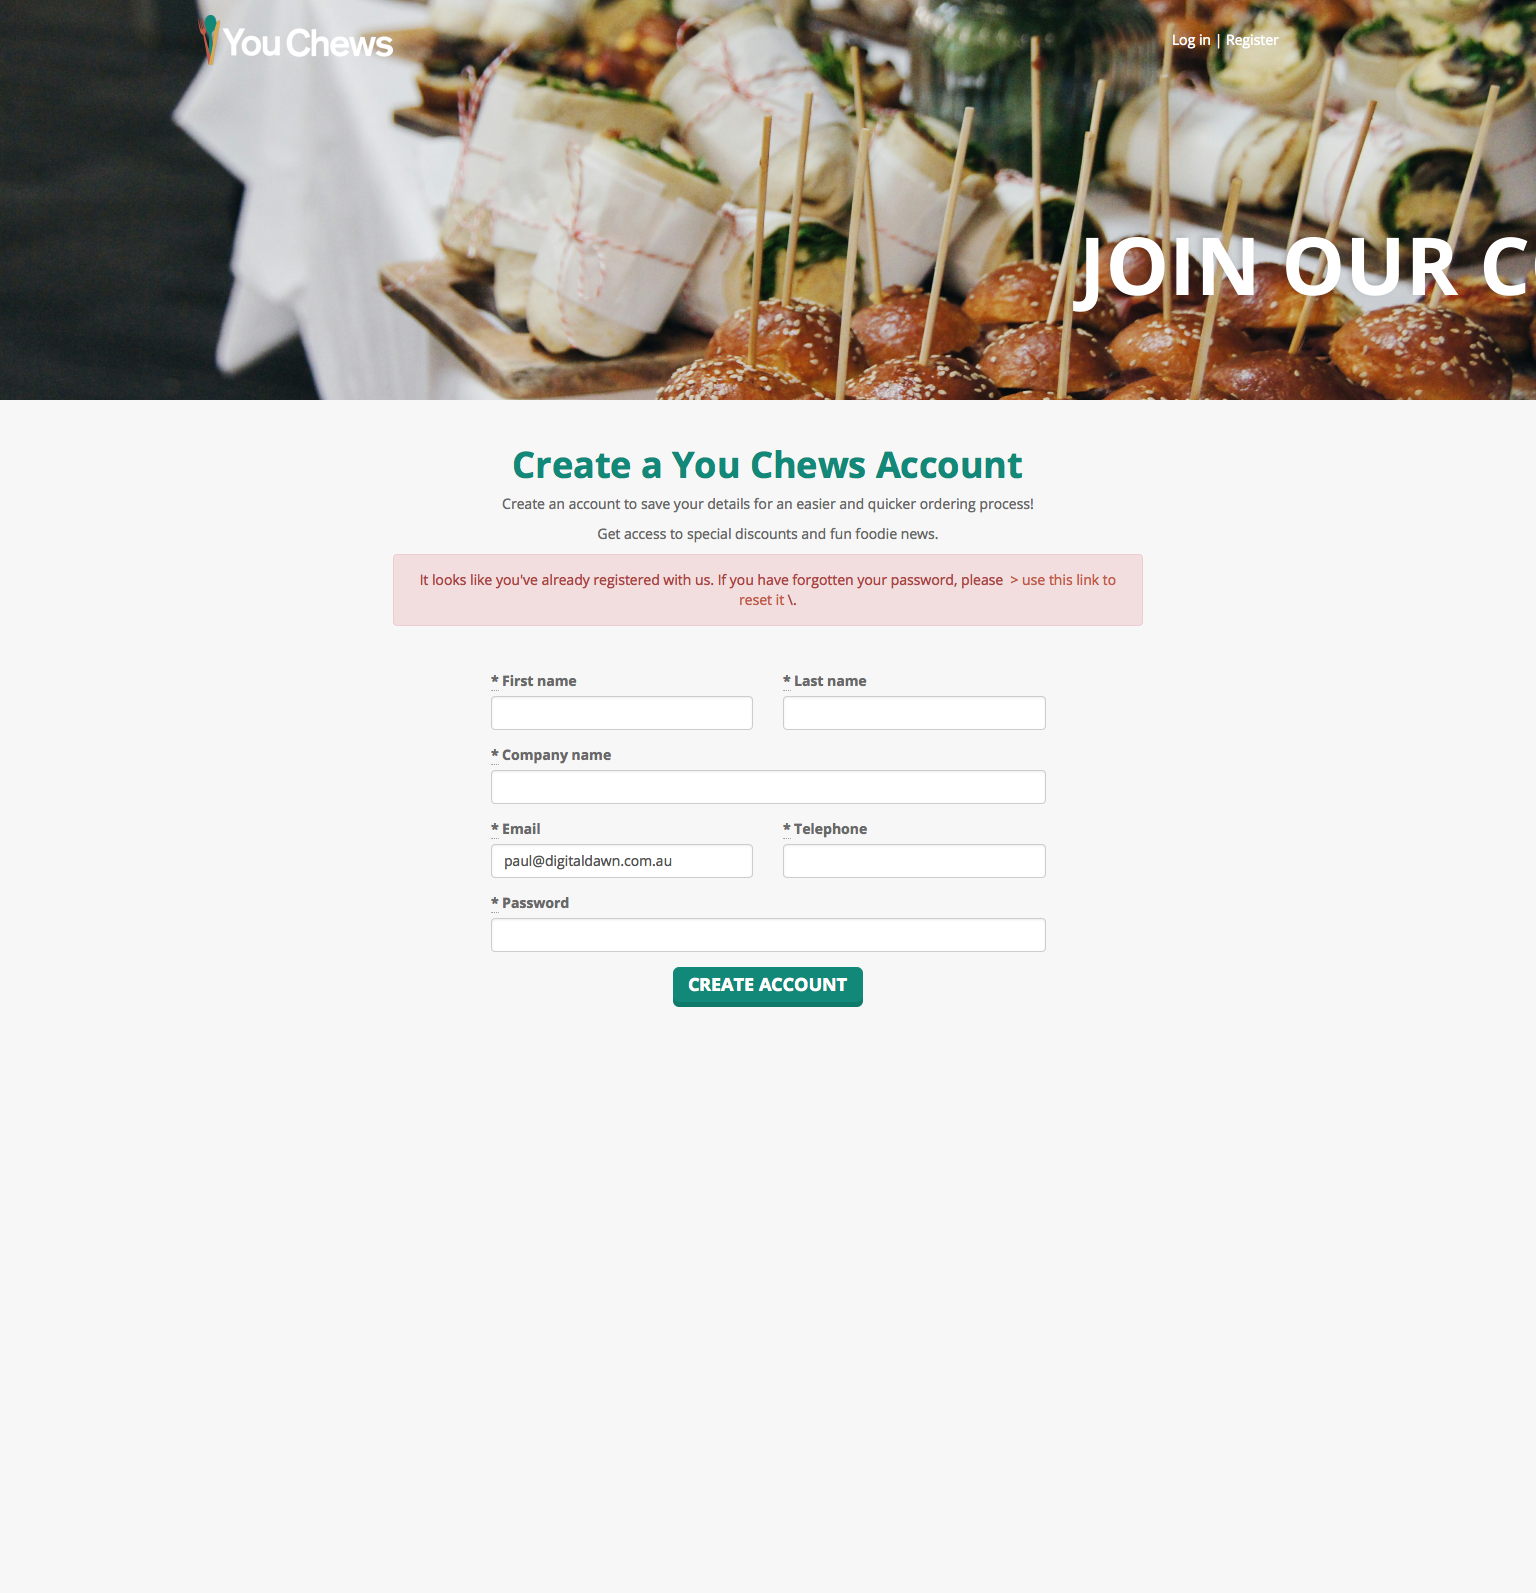 You Chews
Log in | Register
JOIN OUR C
Create a You Chews Account
Create an account to save your details for an easier and quicker ordering process!
Get access to special discounts and fun foodie news.
It looks like you've already registered with us. If you have forgotten your password, please  > use this link to
reset it \.
* First name
* Last name
* Company name
* Email
* Telephone
paul@digitaldawn.com.au
* Password
CREATE ACCOUNT